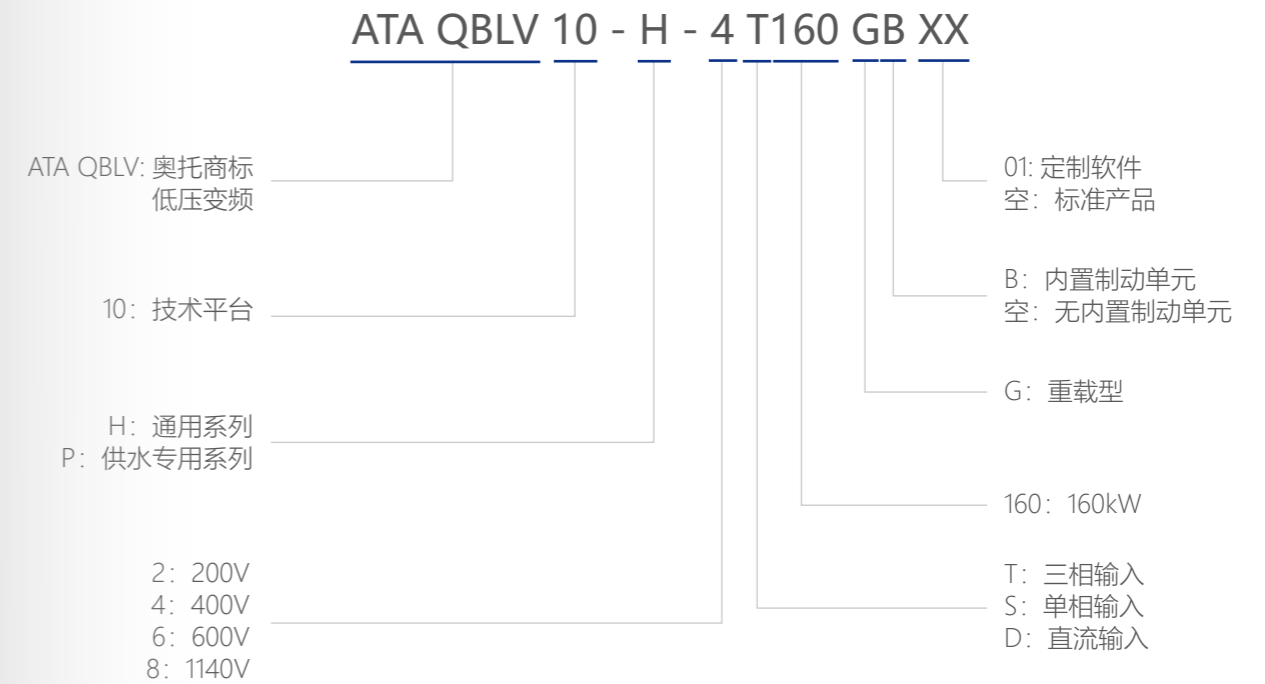 ATA QBLV 10 - H - 4 T160 GB XX
ATA QBLV: 奥托商标
低压变频
10：技术平台
H：通用系列
P：供水专用系列
2：200V
4：400V
6：600V
8：1140V
01: 定制软件
空：标准产品
B：内置制动单元
空：无内置制动单元
G：重载型
160：160kW
T：三相输入
S：单相输入
D：直流输入